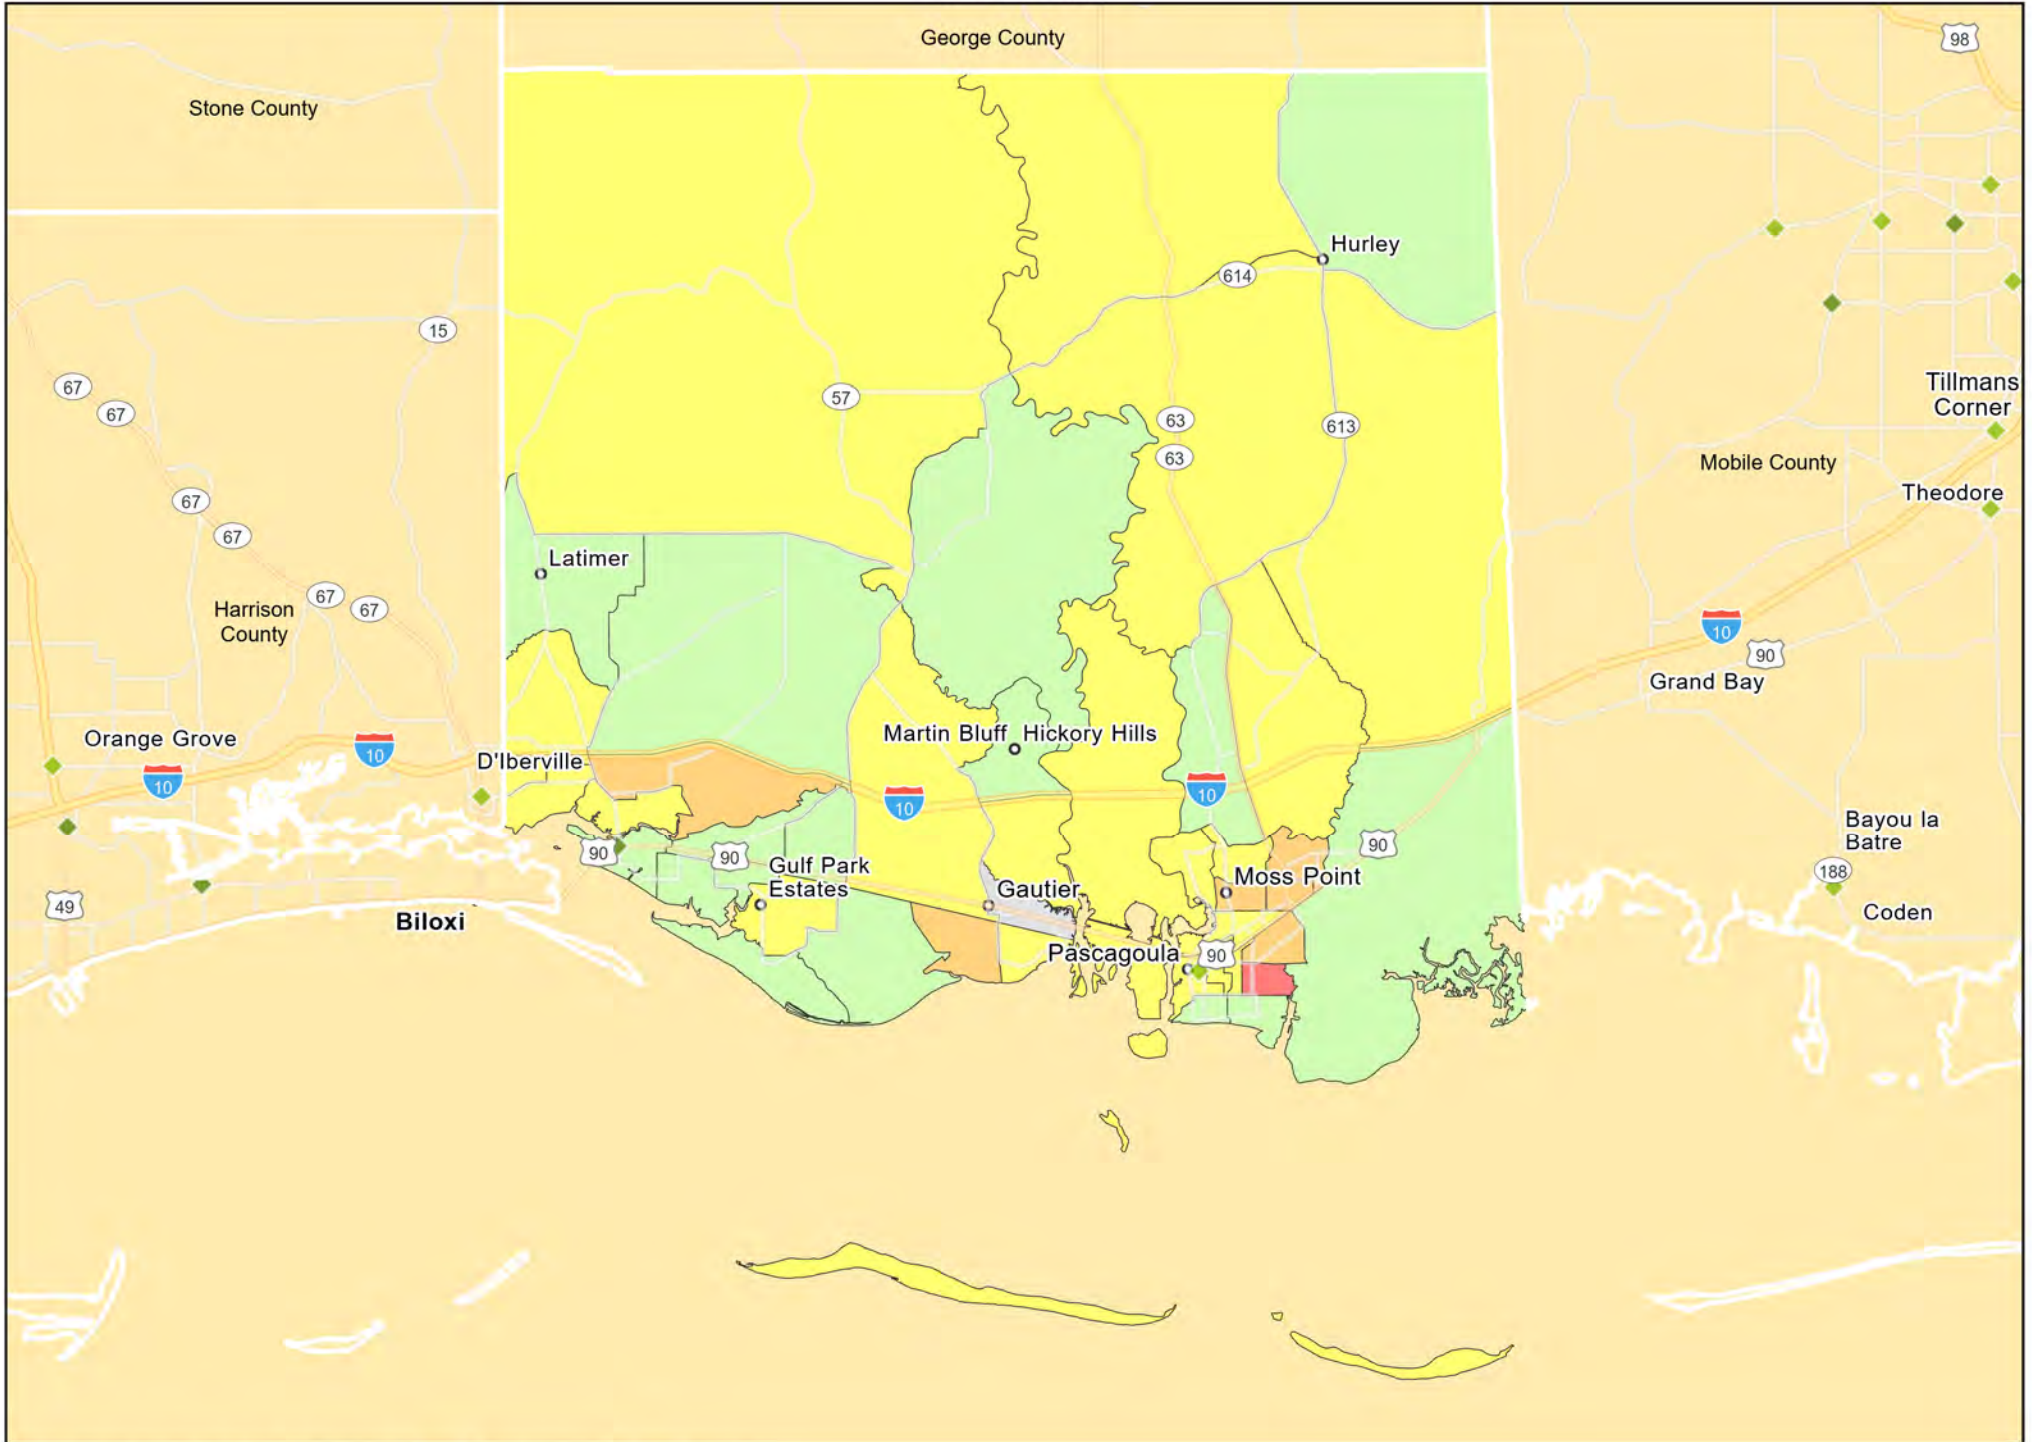 George County
98
Stone County
Hurley
614
15
67
67
57
63
613
63
Tillmans
Corner
Mobile County
Theodore
67
67
Latimer
67
67
Harrison
County
10
90
Grand Bay
Orange Grove
10
10
D'Iberville
Martin Bluff
Hickory Hills
10
10
90
90
90
Gulf Park
Estates
Gautier
Moss Point
Bayou la
Batre
188
Coden
49
Biloxi
Pascagoula
90